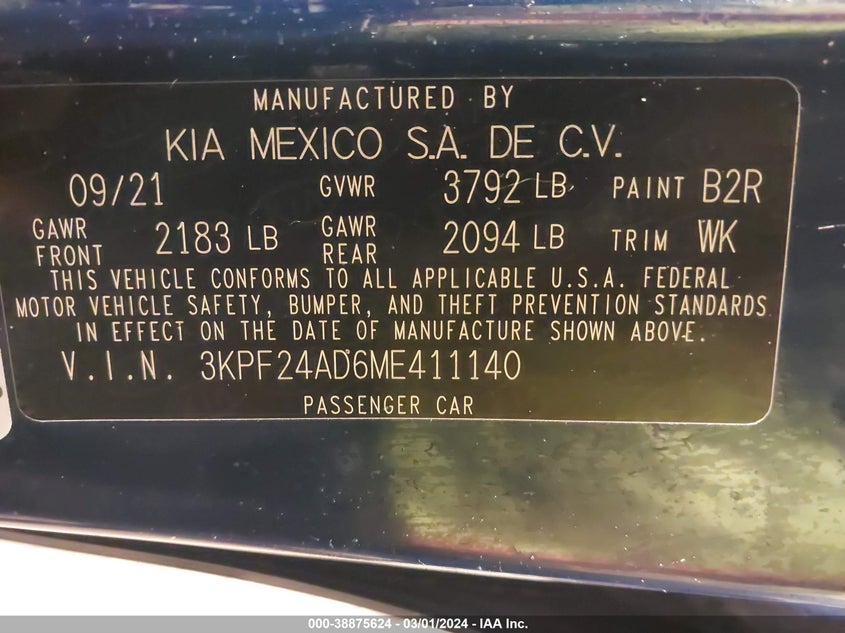 MANUFACTURED BY
KIA MEXICO S.A. DE C.V.
09/21 GVWR 3792 LB PAINT B2R
GAWR FRONT 2183 LB GAWR REAR 2094 LB TRIM WK
THIS VEHICLE CONFORMS TO ALL APPLICABLE U.S.A. FEDERAL
MOTOR VEHICLE SAFETY, BUMPER, AND THEFT PREVENTION STANDARDS
IN EFFECT ON THE DATE OF MANUFACTURE SHOWN ABOVE.
V.I.N. 3KPF24AD6ME411140
PASSENGER CAR
000-38875624 - 03/01/2024 - IAA Inc.